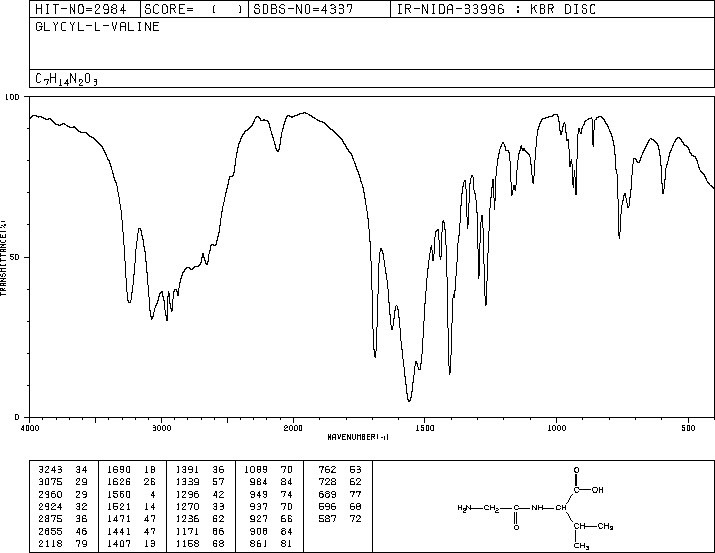 HIT-NO=2984 SCORE= ( ) SDBS-NO=4337 IR-NIDA-33996 : KBR DISC
GLYCYL-L-VALINE
C7H14N2O3
100
50
0
TRANSMITTANCE(%)
4000 3000 2000 1500 1000 500
WAVENUMBER(-1)
3243 34 1690 18 1391 36 1089 70 762 53
3075 29 1626 26 1339 57 984 84 728 62
2960 29 1560 4 1296 42 949 74 689 77
2924 32 1521 14 1270 33 937 70 596 68
2875 36 1471 47 1236 62 927 66 587 72
2655 46 1441 47 1171 66 908 84
2118 79 1407 13 1158 68 861 81
O
C—OH
H2N—CH2 C—NH—CH
O CH—CH3
CH3